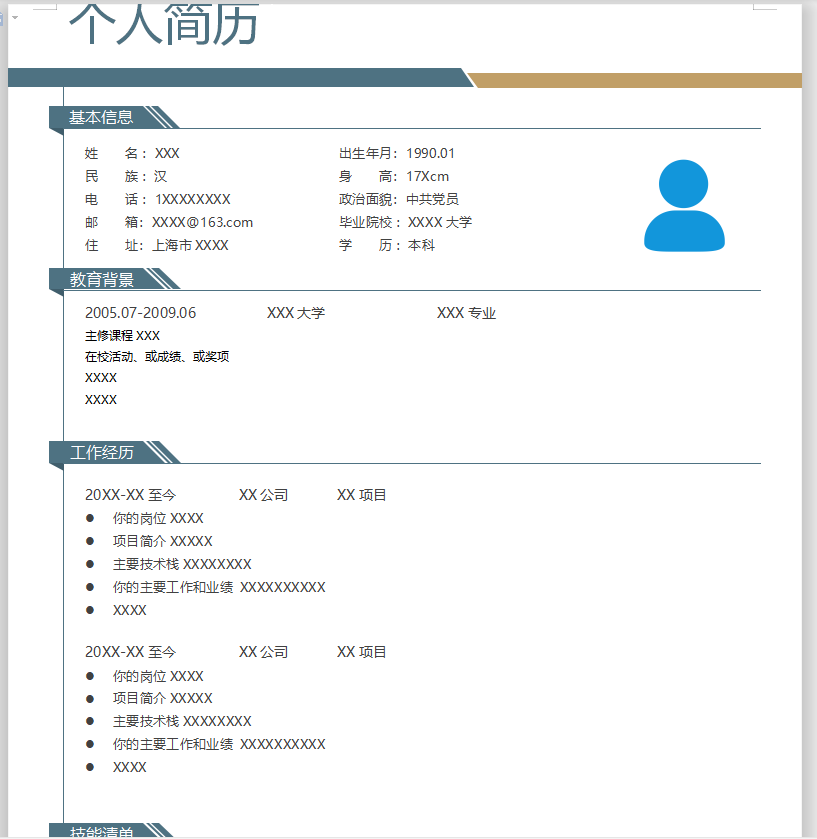 个人简历
基本信息
姓　　名： XXX　　出生年月： 1990.01
民　　族： 汉　　身　　高： 17Xcm
电　　话： 1XXXXXXXX　　政治面貌： 中共党员
邮　　箱： XXXX@163.com　　毕业院校： XXXX 大学
住　　址： 上海市 XXXX　　学　　历： 本科
教育背景
2005.07-2009.06　　XXX 大学　　XXX 专业
主修课程 XXX
在校活动、或成绩、或奖项
XXXX
XXXX
工作经历
20XX-XX 至今　　XX 公司　　XX 项目
● 你的岗位 XXXX
● 项目简介 XXXXX
● 主要技术栈 XXXXXXXX
● 你的主要工作和业绩 XXXXXXXXXX
● XXXX
20XX-XX 至今　　XX 公司　　XX 项目
● 你的岗位 XXXX
● 项目简介 XXXXX
● 主要技术栈 XXXXXXXX
● 你的主要工作和业绩 XXXXXXXXXX
● XXXX
技能清单